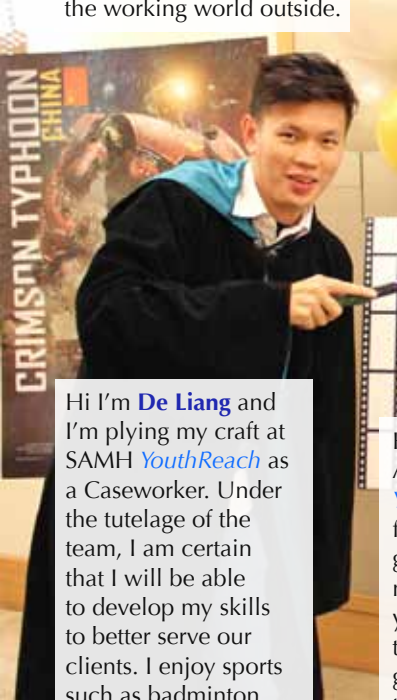 the working world outside.
CRIMSON TYPHOON
CHINA
Hi I'm De Liang and
I'm plying my craft at
SAMH YouthReach as
a Caseworker. Under
the tutelage of the
team, I am certain
that I will be able
to develop my skills
to better serve our
clients. I enjoy sports
such as badminton